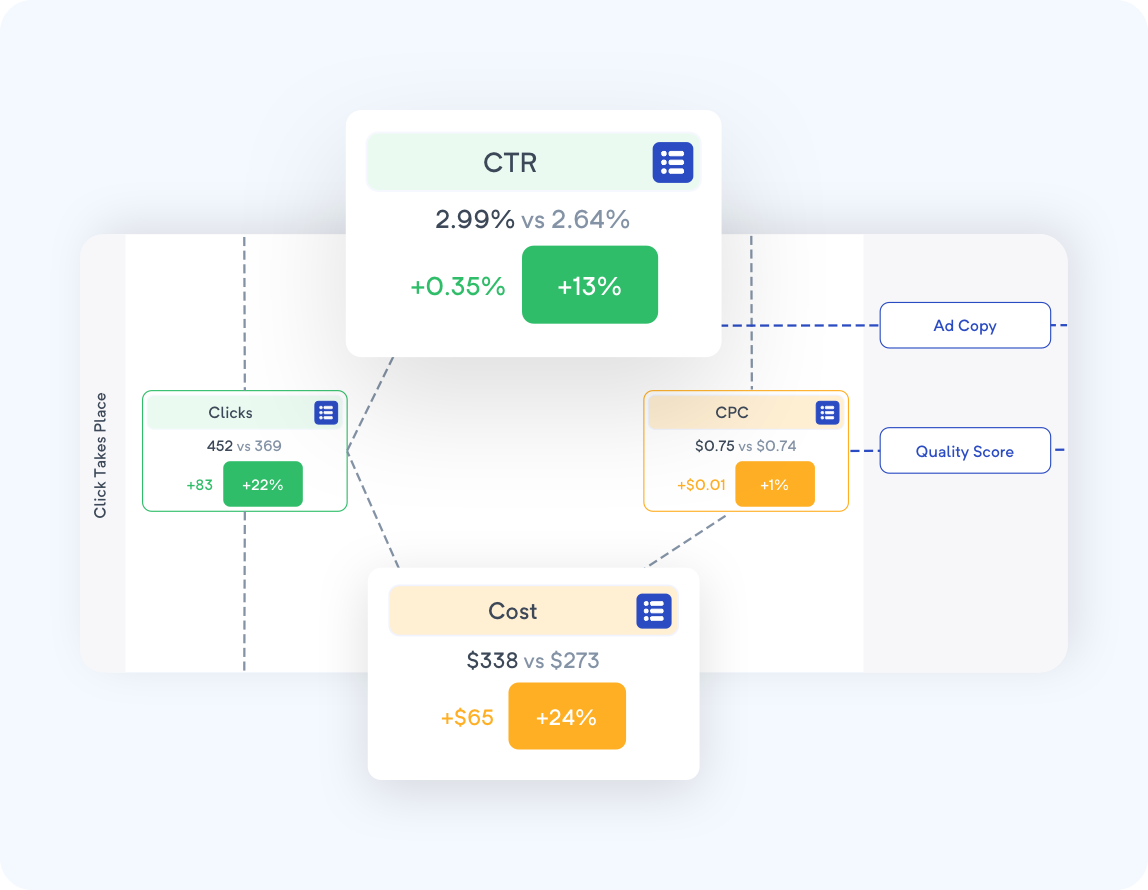 CTR
2.99% vs 2.64%
+0.35% +13%
Ad Copy
Click Takes Place
Clicks
452 vs 369
+83 +22%
CPC
$0.75 vs $0.74
+$0.01 +1%
Quality Score
Cost
$338 vs $273
+$65 +24%